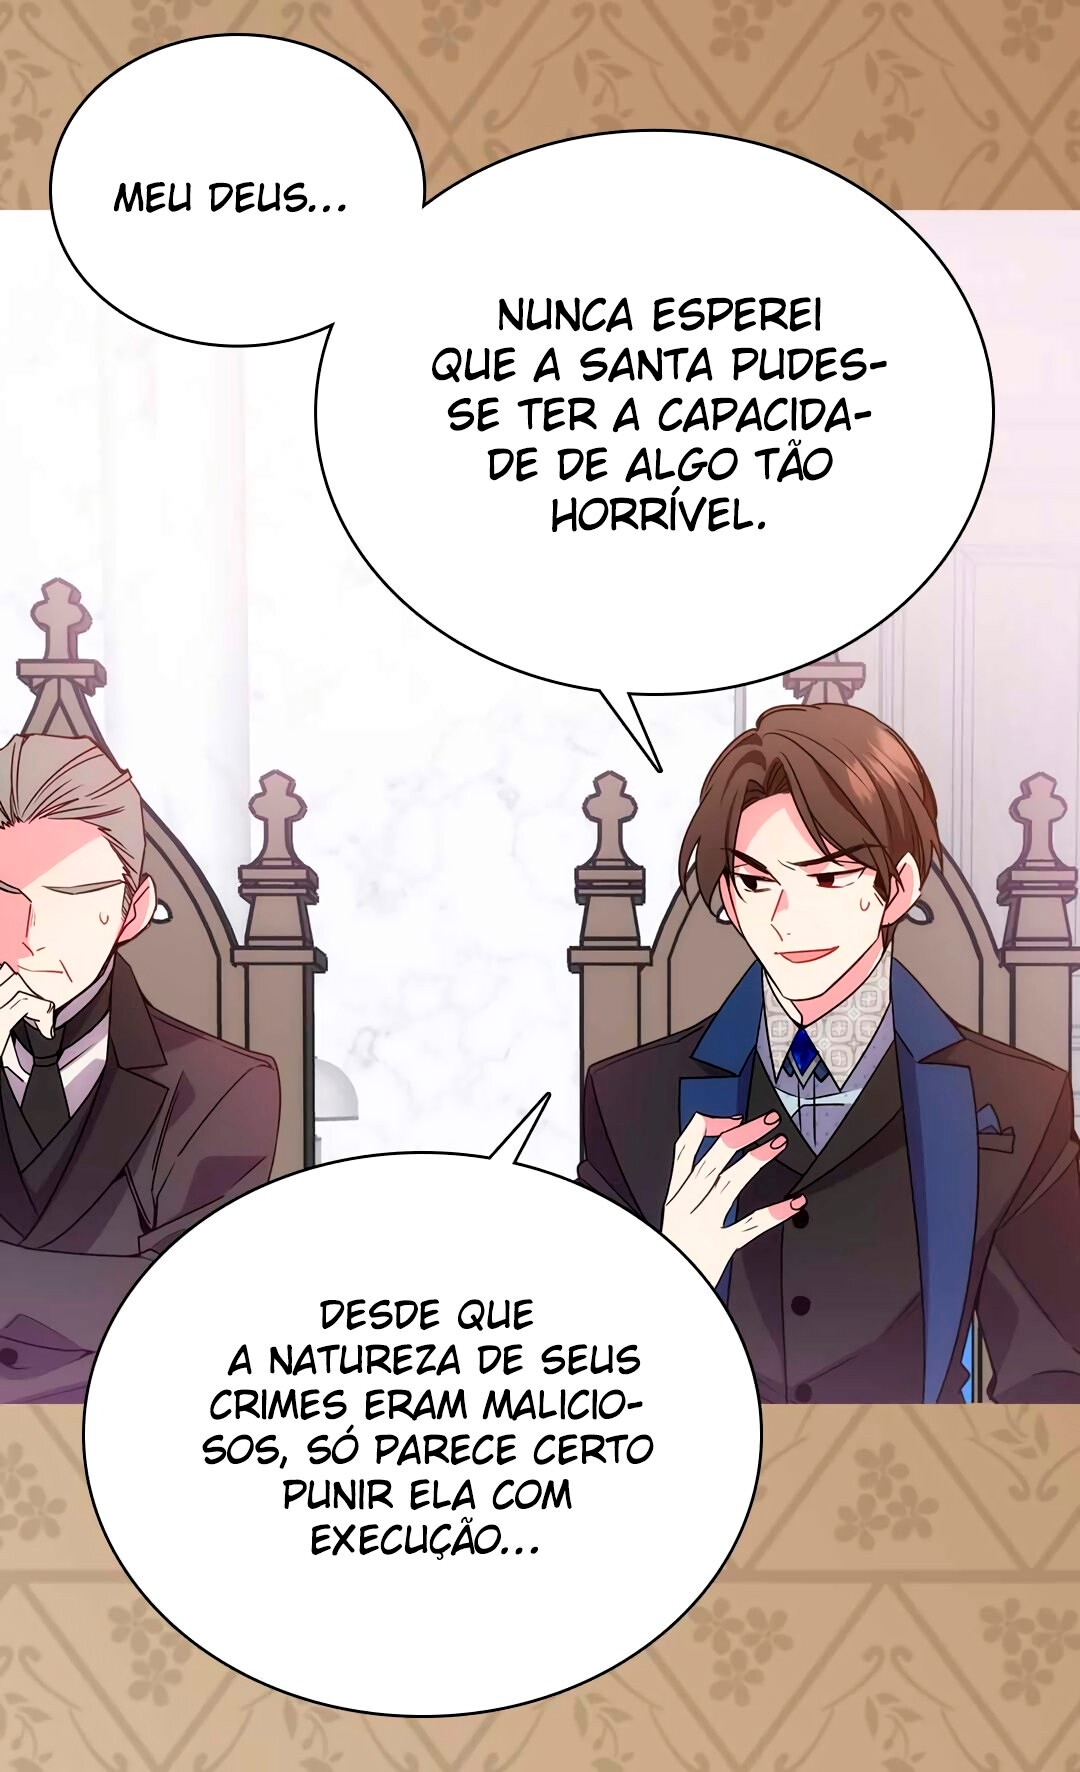 MEU DEUS...
NUNCA ESPEREI
QUE A SANTA PUDES-
SE TER A CAPACIDA-
DE DE ALGO TÃO
HORRÍVEL.
DESDE QUE
A NATUREZA DE SEUS
CRIMES ERAM MALICIO-
SOS, SÓ PARECE CERTO
PUNIR ELA COM
EXECUÇÃO...